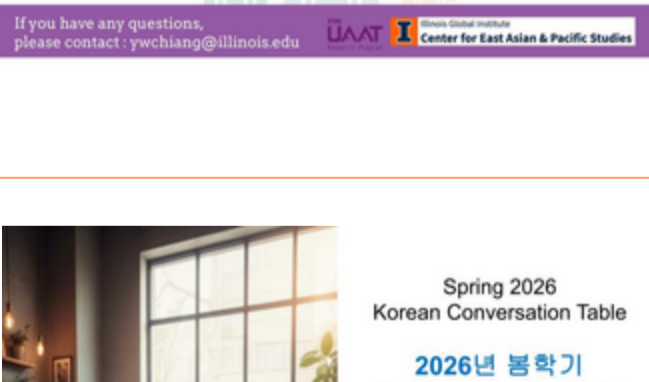 If you have any questions,
please contact : ywchiang@illinois.edu
UAAT
I
Illinois Global Institute
Center for East Asian & Pacific Studies
Spring 2026
Korean Conversation Table
2026년 봄학기